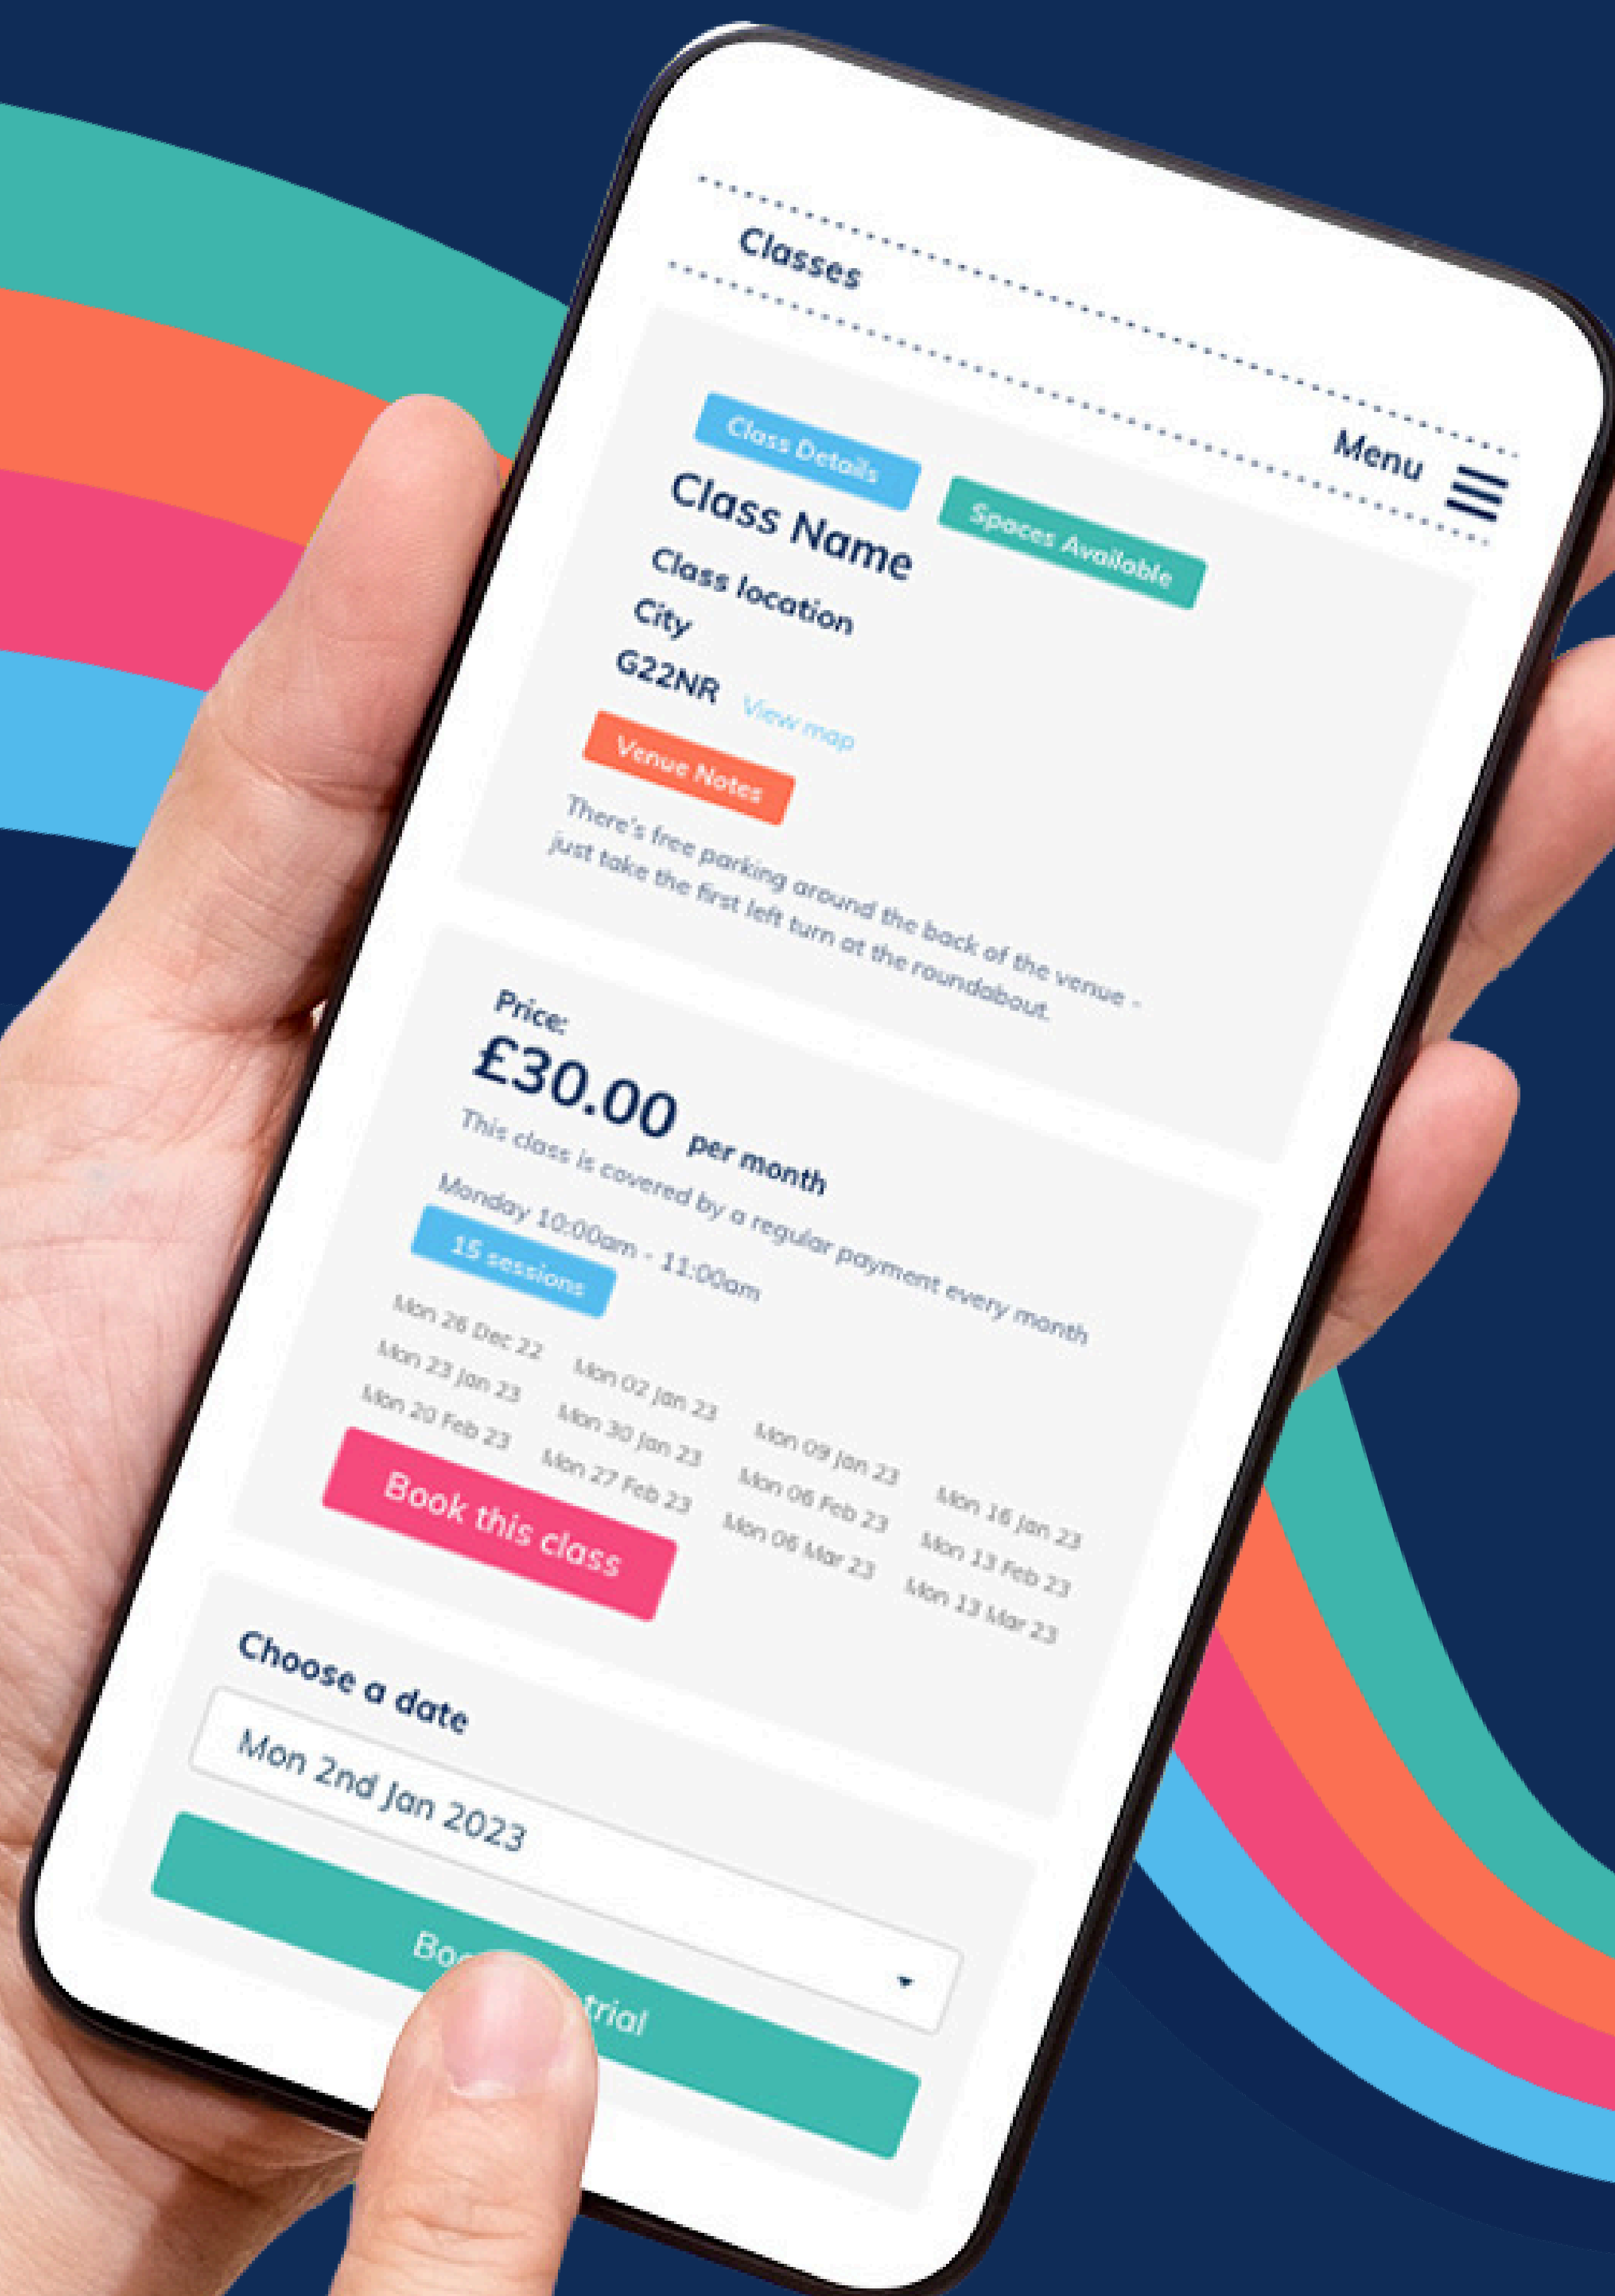 Classes
Menu
Class Details
Spaces Available
Class Name
Class location
City
G22NR View map
Venue Notes
There's free parking around the back of the venue -
just take the first left turn at the roundabout.
Price:
£30.00 per month
This class is covered by a regular payment every month
Monday 10:00am - 11:00am
15 sessions
Mon 26 Dec 22 Mon 02 Jan 23 Mon 09 Jan 23 Mon 16 Jan 23
Mon 23 Jan 23 Mon 30 Jan 23 Mon 06 Feb 23 Mon 13 Feb 23
Mon 20 Feb 23 Mon 27 Feb 23 Mon 06 Mar 23 Mon 13 Mar 23
Book this class
Choose a date
Mon 2nd Jan 2023
trial